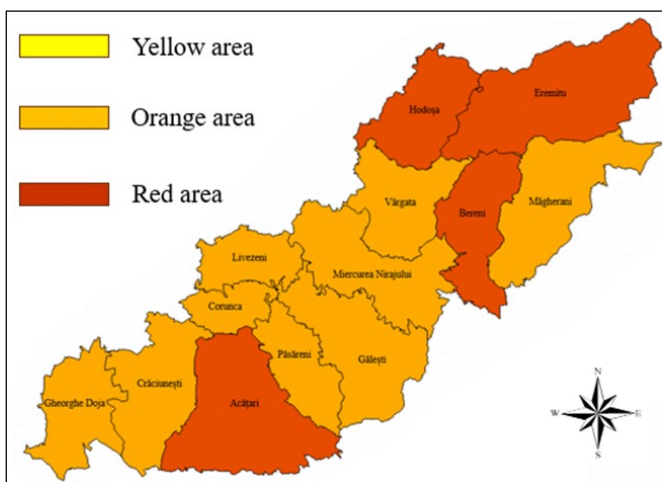 Yellow area
Orange area
Red area
Hodoșa
Eremitu
Vărgata
Bereni
Măgherani
Livezeni
Miercurea Nirajului
Corunca
Păsăreni
Gălești
Crăciunești
Gheorghe Doja
Acățari
N
W
E
S